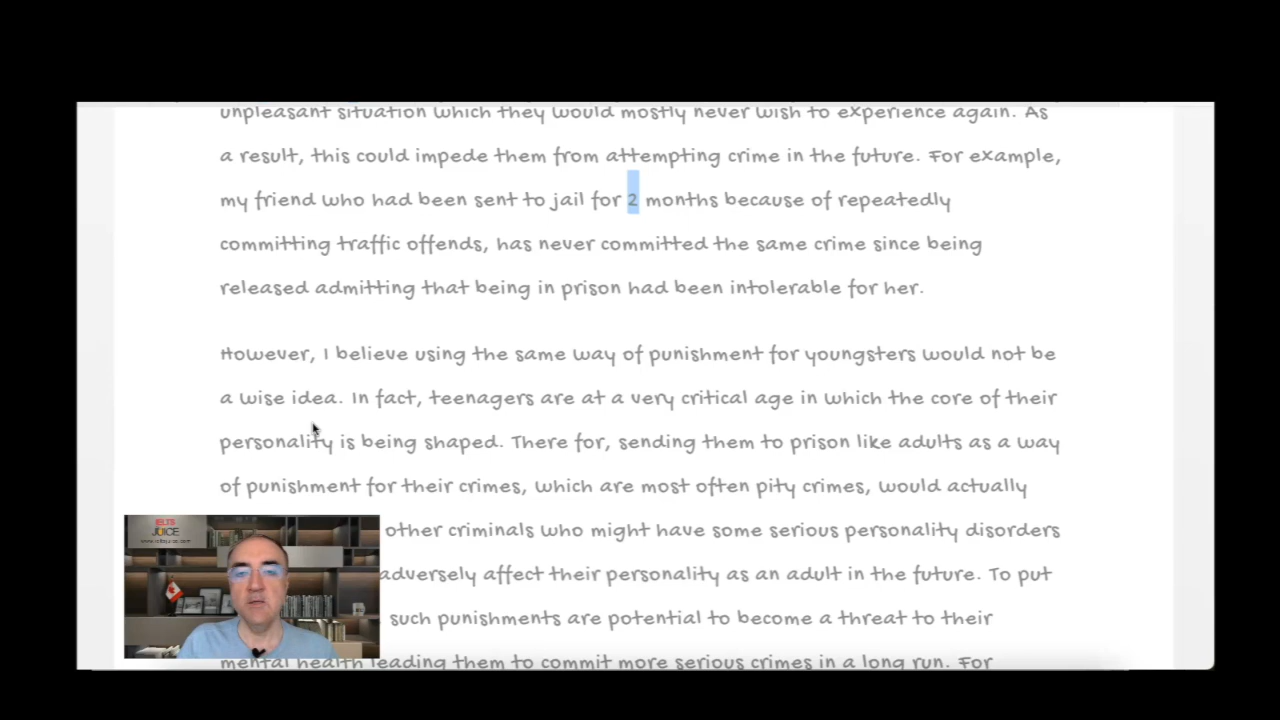 unpleasant situation which they would mostly never wish to experience again. As
a result, this could impede them from attempting crime in the future. For example,
my friend who had been sent to jail for 2 months because of repeatedly
committing traffic offends, has never committed the same crime since being
released admitting that being in prison had been intolerable for her.
However, I believe using the same way of punishment for youngsters would not be
a wise idea. In fact, teenagers are at a very critical age in which the core of their
personality is being shaped. There for, sending them to prison like adults as a way
of punishment for their crimes, which are most often pity crimes, would actually
other criminals who might have some serious personality disorders
adversely affect their personality as an adult in the future. To put
such punishments are potential to become a threat to their
mental health leading them to commit more serious crimes in a long run. For
IELTS
JUICE
www.ieltsjuice.com